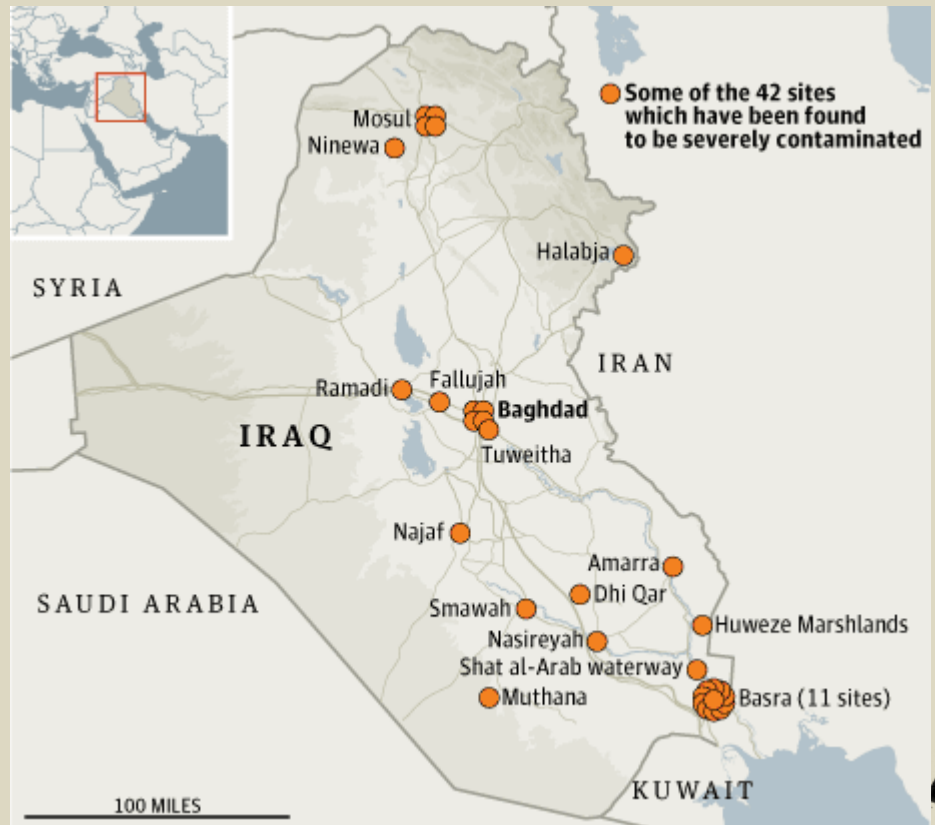 Some of the 42 sites
which have been found
to be severely contaminated
Mosul
Ninewa
Halabja
SYRIA
IRAN
Ramadi
Fallujah
Baghdad
IRAQ
Tuweitha
Najaf
Amarra
Dhi Qar
SAUDI ARABIA
Smawah
Huweze Marshlands
Nasireyah
Shat al-Arab waterway
Muthana
Basra (11 sites)
KUWAIT
100 MILES